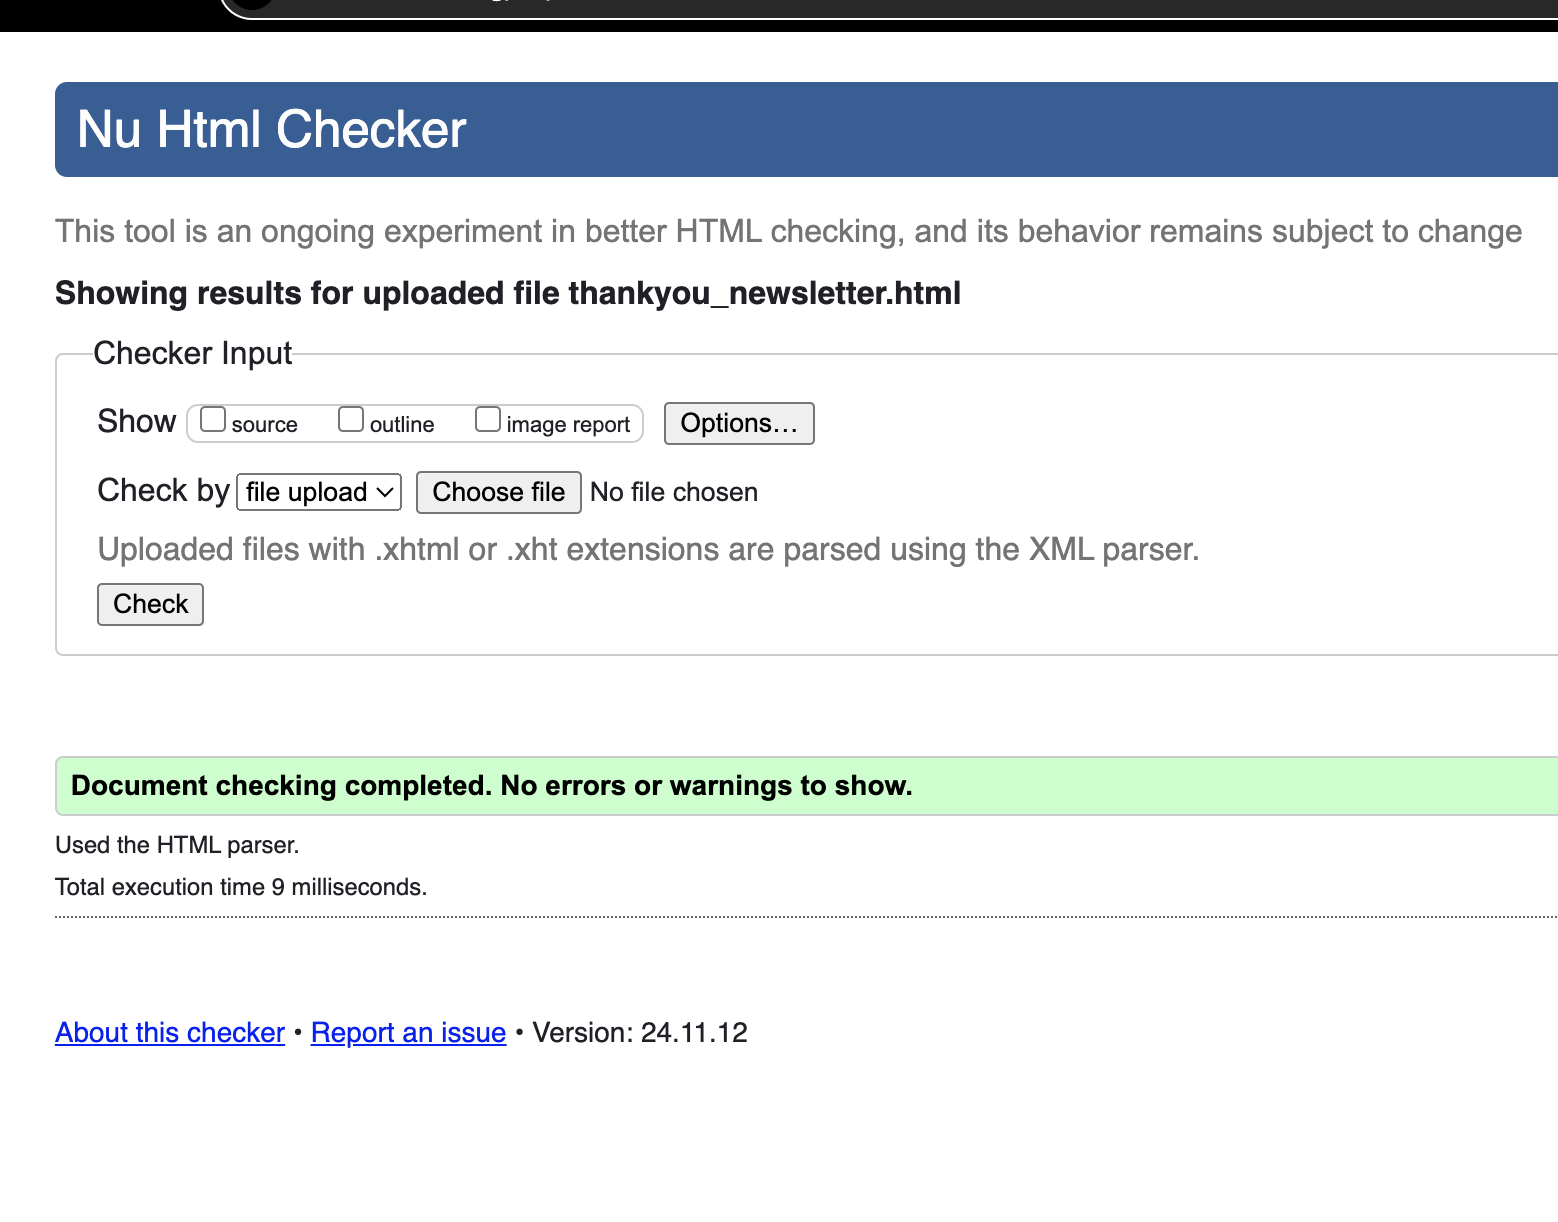 Nu Html Checker
This tool is an ongoing experiment in better HTML checking, and its behavior remains subject to change
Showing results for uploaded file thankyou_newsletter.html
Checker Input
Show source outline image report Options...
Check by file upload Choose file No file chosen
Uploaded files with .xhtml or .xht extensions are parsed using the XML parser.
Check
Document checking completed. No errors or warnings to show.
Used the HTML parser.
Total execution time 9 milliseconds.
About this checker • Report an issue • Version: 24.11.12